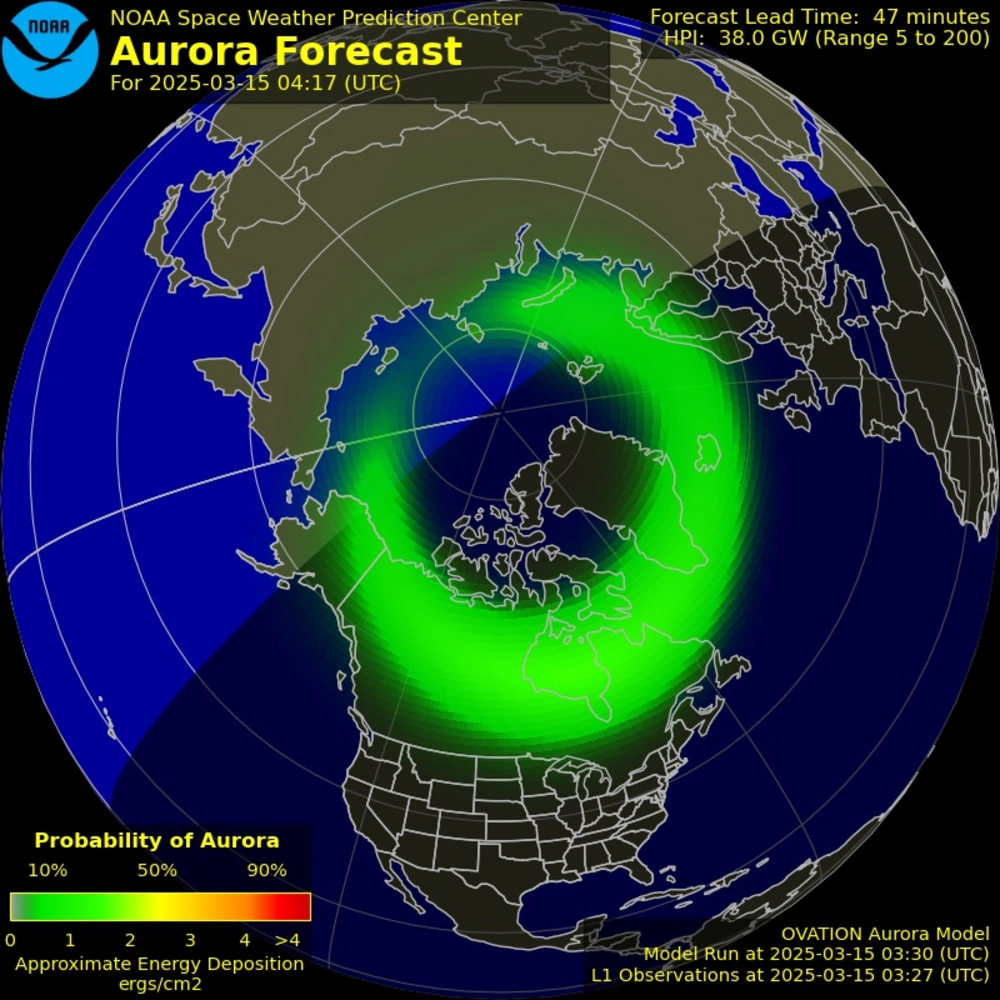 NOAA
NOAA Space Weather Prediction Center
Aurora Forecast
For 2025-03-15 04:17 (UTC)
Forecast Lead Time: 47 minutes
HPI: 38.0 GW (Range 5 to 200)
Probability of Aurora
10% 50% 90%
0 1 2 3 4 >4
Approximate Energy Deposition
ergs/cm2
OVATION Aurora Model
Model Run at 2025-03-15 03:30 (UTC)
L1 Observations at 2025-03-15 03:27 (UTC)